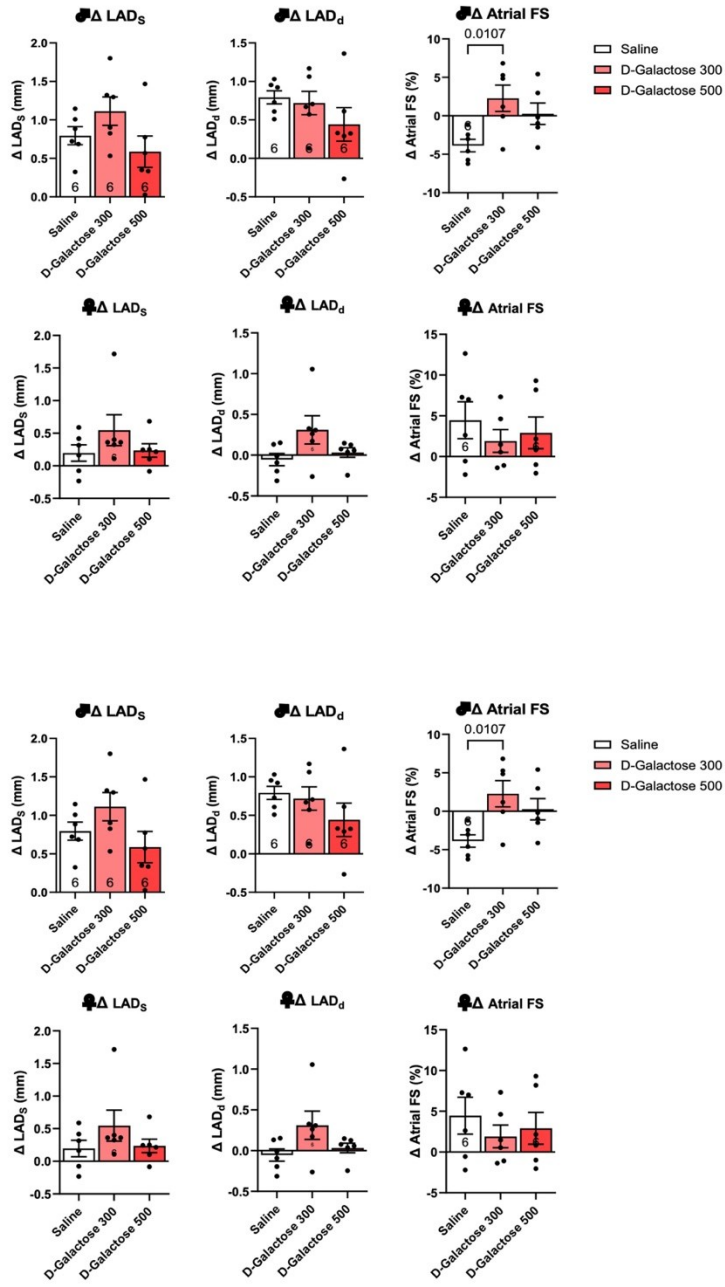 ♂Δ LADS
Δ LADS (mm)
2.0
1.5
1.0
0.5
0.0
6 6 6
Saline
D-Galactose 300
D-Galactose 500
♂Δ LADd
Δ LADd (mm)
1.5
1.0
0.5
0.0
-0.5
6 6 6
Saline
D-Galactose 300
D-Galactose 500
♂Δ Atrial FS
Δ Atrial FS (%)
0.0107
10
5
0
-5
-10
6
Saline
D-Galactose 300
D-Galactose 500
Saline
D-Galactose 300
D-Galactose 500
♀Δ LADS
Δ LADS (mm)
2.0
1.5
1.0
0.5
0.0
-0.5
Saline
D-Galactose 300
D-Galactose 500
♀Δ LADd
Δ LADd (mm)
1.5
1.0
0.5
0.0
-0.5
Saline
D-Galactose 300
D-Galactose 500
♀Δ Atrial FS
Δ Atrial FS (%)
15
10
5
0
-5
6
Saline
D-Galactose 300
D-Galactose 500
♂Δ LADS
Δ LADS (mm)
2.0
1.5
1.0
0.5
0.0
6 6 6
Saline
D-Galactose 300
D-Galactose 500
♂Δ LADd
Δ LADd (mm)
1.5
1.0
0.5
0.0
-0.5
6 6 6
Saline
D-Galactose 300
D-Galactose 500
♂Δ Atrial FS
Δ Atrial FS (%)
0.0107
10
5
0
-5
-10
6
Saline
D-Galactose 300
D-Galactose 500
Saline
D-Galactose 300
D-Galactose 500
♀Δ LADS
Δ LADS (mm)
2.0
1.5
1.0
0.5
0.0
-0.5
Saline
D-Galactose 300
D-Galactose 500
♀Δ LADd
Δ LADd (mm)
1.5
1.0
0.5
0.0
-0.5
Saline
D-Galactose 300
D-Galactose 500
♀Δ Atrial FS
Δ Atrial FS (%)
15
10
5
0
-5
6
Saline
D-Galactose 300
D-Galactose 500